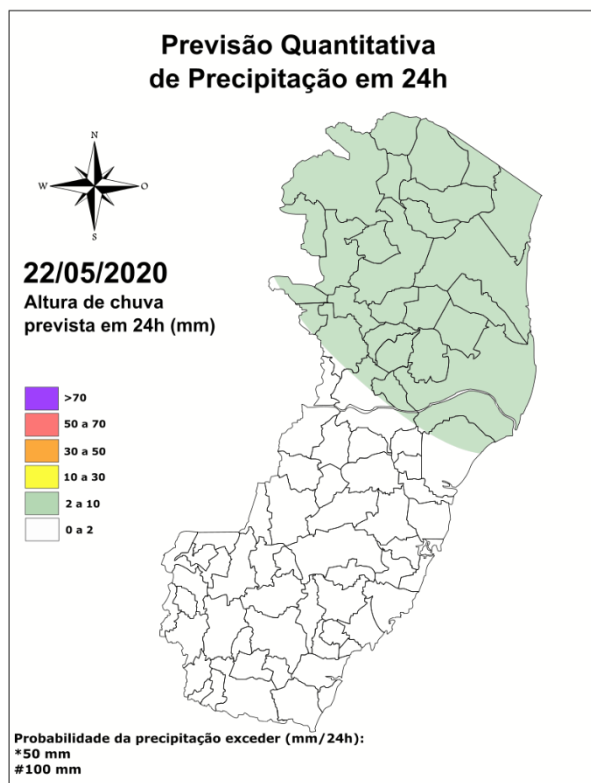 Previsão Quantitativa
de Precipitação em 24h
N
W
O
S
22/05/2020
Altura de chuva
prevista em 24h (mm)
>70
50 a 70
30 a 50
10 a 30
2 a 10
0 a 2
Probabilidade da precipitação exceder (mm/24h):
*50 mm
#100 mm